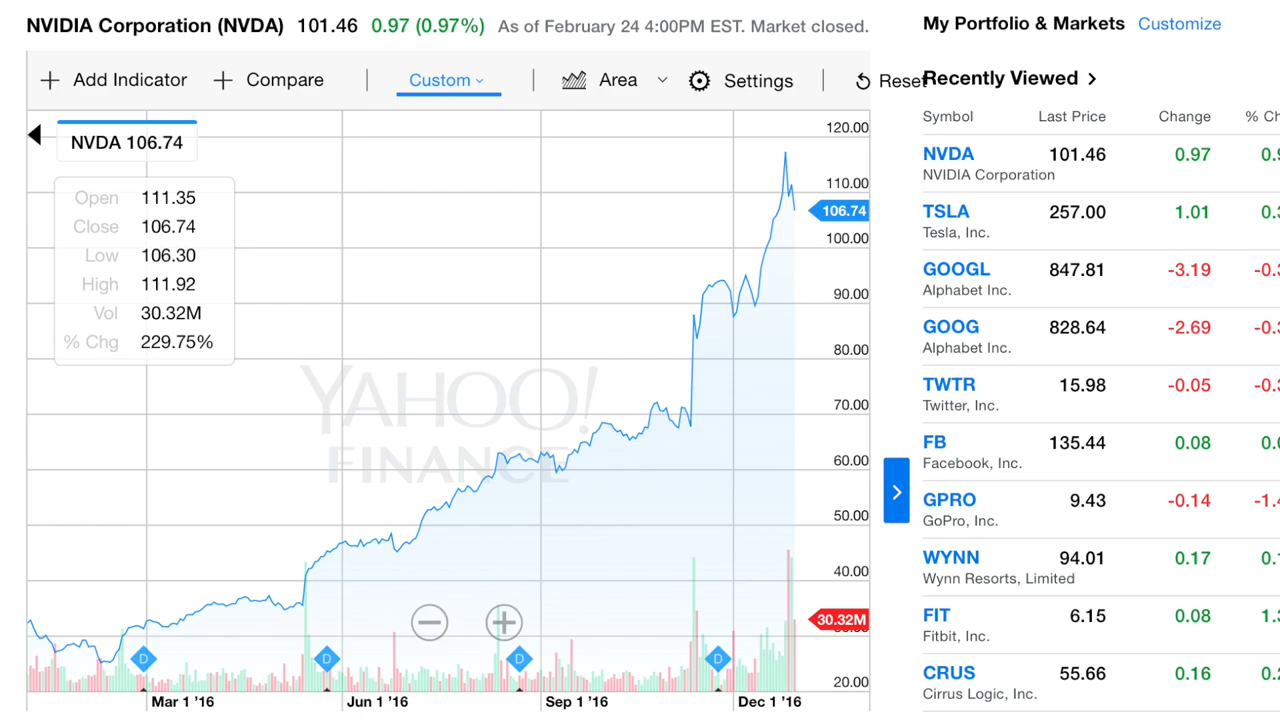 NVIDIA Corporation (NVDA) 101.46 0.97 (0.97%) As of February 24 4:00PM EST. Market closed.
Add Indicator Compare Custom Area Settings Reset
NVDA 106.74
Open 111.35
Close 106.74
Low 106.30
High 111.92
Vol 30.32M
% Chg 229.75%
120.00
110.00
106.74
100.00
90.00
80.00
70.00
60.00
50.00
40.00
30.32M
20.00
YAHOO!
FINANCE
D D D D
Mar 1 '16 Jun 1 '16 Sep 1 '16 Dec 1 '16
My Portfolio & Markets Customize
Recently Viewed
Symbol Last Price Change % Ch
NVDA 101.46 0.97
NVIDIA Corporation
TSLA 257.00 1.01
Tesla, Inc.
GOOGL 847.81 -3.19
Alphabet Inc.
GOOG 828.64 -2.69
Alphabet Inc.
TWTR 15.98 -0.05
Twitter, Inc.
FB 135.44 0.08
Facebook, Inc.
GPRO 9.43 -0.14
GoPro, Inc.
WYNN 94.01 0.17
Wynn Resorts, Limited
FIT 6.15 0.08
Fitbit, Inc.
CRUS 55.66 0.16
Cirrus Logic, Inc.